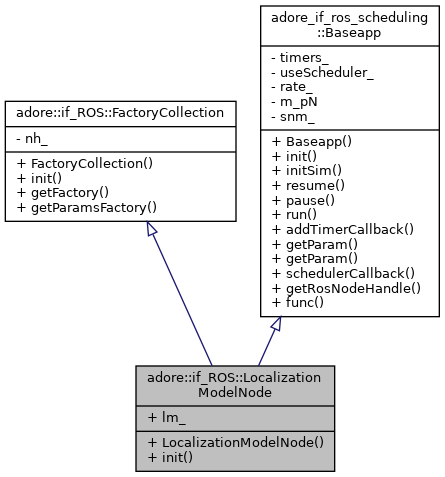 adore_if_ros_scheduling
::Baseapp
- timers_
- useScheduler_
- rate_
- m_pN
- snm_
+ Baseapp()
+ init()
+ initSim()
+ resume()
+ pause()
+ run()
+ addTimerCallback()
+ getParam()
+ getParam()
+ schedulerCallback()
+ getRosNodeHandle()
+ func()
adore::if_ROS::FactoryCollection
- nh_
+ FactoryCollection()
+ init()
+ getFactory()
+ getParamsFactory()
adore::if_ROS::Localization
ModelNode
+ lm_
+ LocalizationModelNode()
+ init()